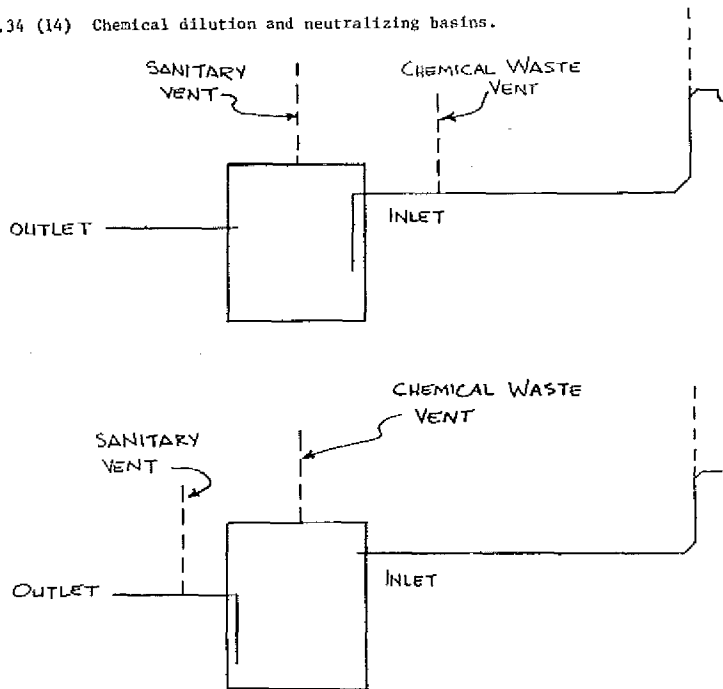 .34 (14) Chemical dilution and neutralizing basins.
SANITARY
VENT
CHEMICAL WASTE
VENT
OUTLET
INLET
CHEMICAL WASTE
VENT
SANITARY
VENT
OUTLET
INLET